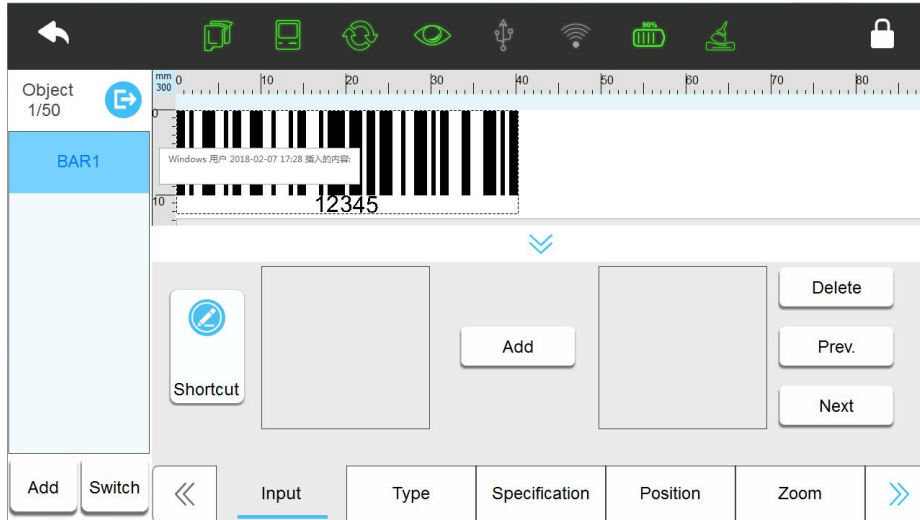 90%
Object
1/50
mm
300
0 10 20 30 40 50 60 70 80
0
10
BAR1
Windows 用户 2018-02-07 17:28 插入的内容:
12345
Shortcut
Add
Delete
Prev.
Next
Add Switch
Input Type Specification Position Zoom